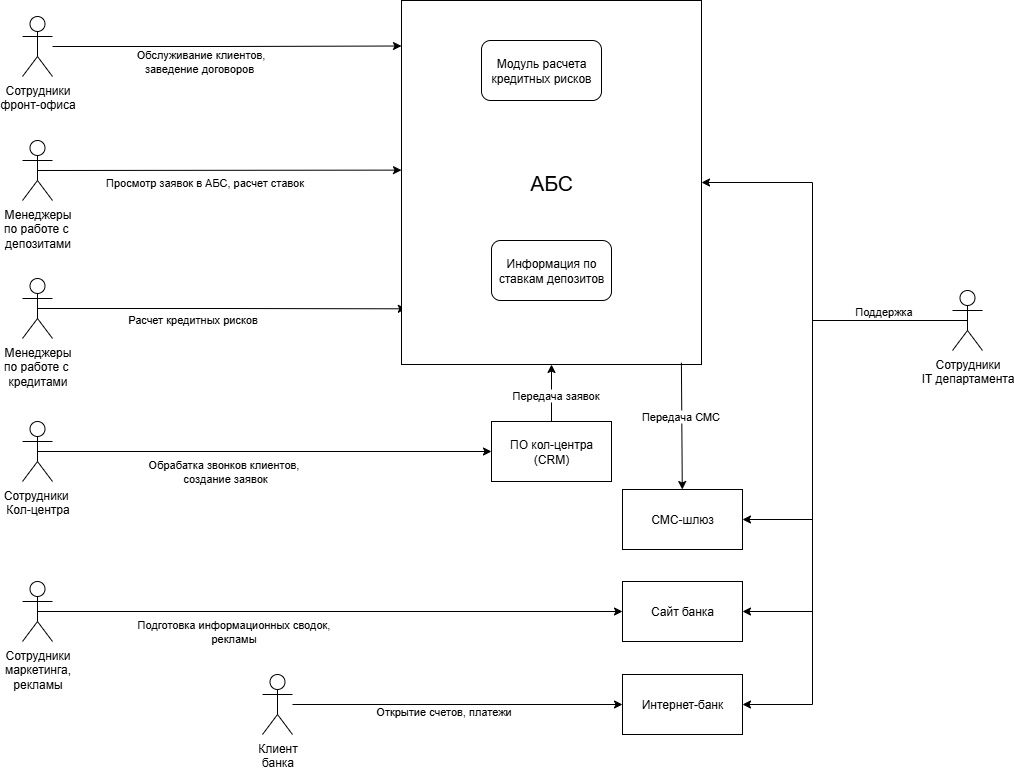 Сотрудники
фронт-офиса
Обслуживание клиентов,
заведение договоров
Модуль расчета
кредитных рисков
Менеджеры
по работе с
депозитами
Просмотр заявок в АБС, расчет ставок
АБС
Информация по
ставкам депозитов
Менеджеры
по работе с
кредитами
Расчет кредитных рисков
Поддержка
Сотрудники
IT департамента
Передача заявок
Передача СМС
Сотрудники
Кол-центра
Обрабатка звонков клиентов,
создание заявок
ПО кол-центра
(CRM)
СМС-шлюз
Сотрудники
маркетинга,
рекламы
Подготовка информационных сводок,
рекламы
Сайт банка
Клиент
банка
Открытие счетов, платежи
Интернет-банк